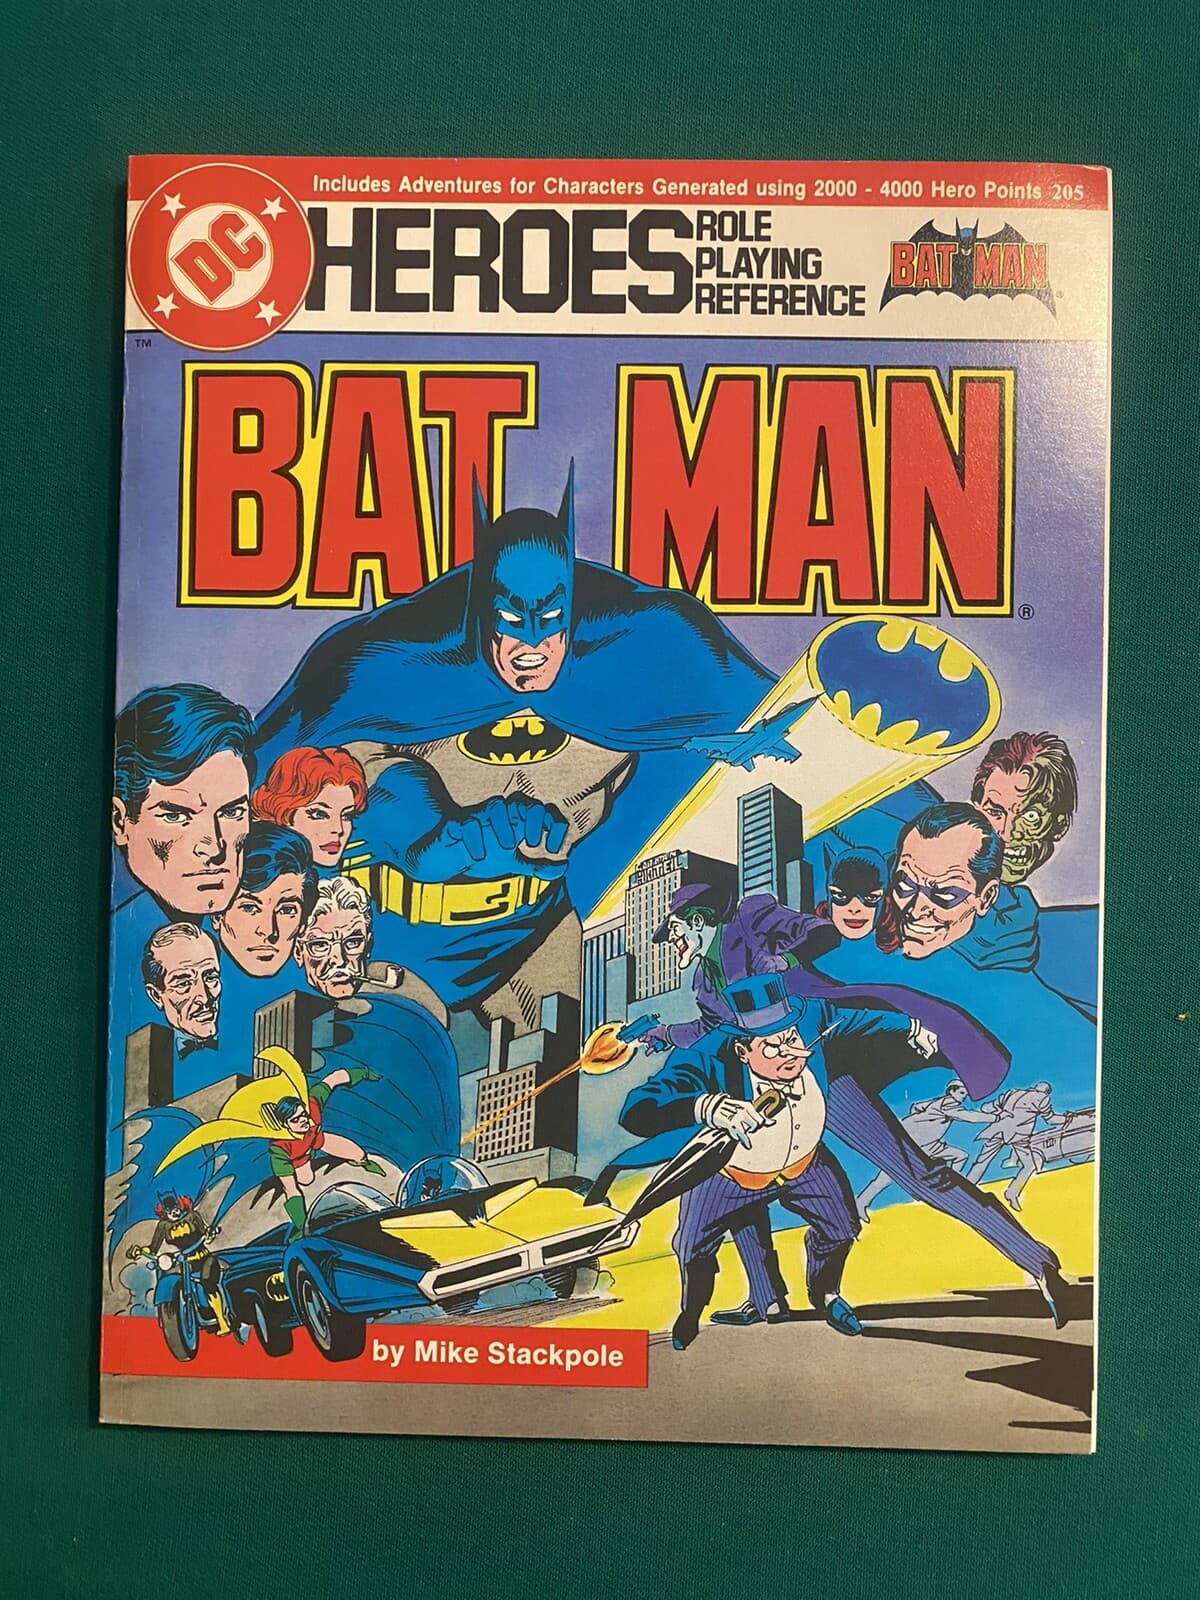 Includes Adventures for Characters Generated using 2000 - 4000 Hero Points 205
DC
HEROES
ROLE
PLAYING
REFERENCE
BATMAN
®
TM
BATMAN
®
by Mike Stackpole